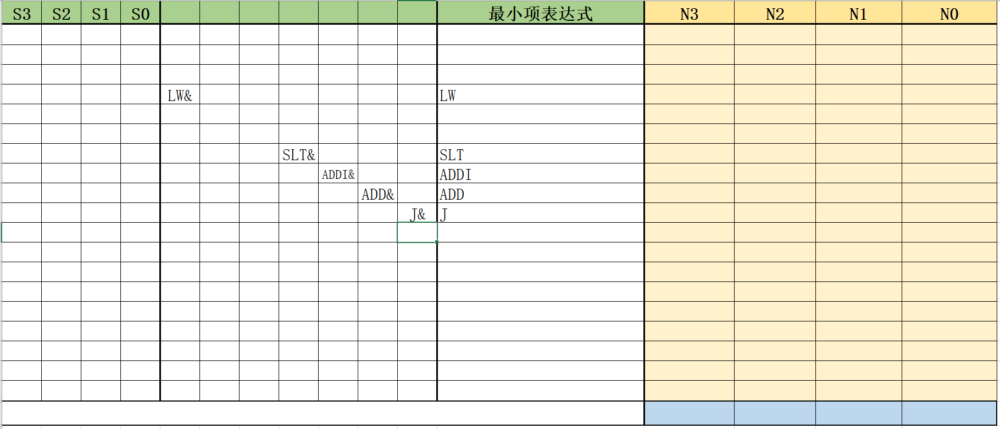 S3 S2 S1 S0 最小项表达式 N3 N2 N1 N0
LW& LW
SLT& SLT
ADDI& ADDI
ADD& ADD
J& J